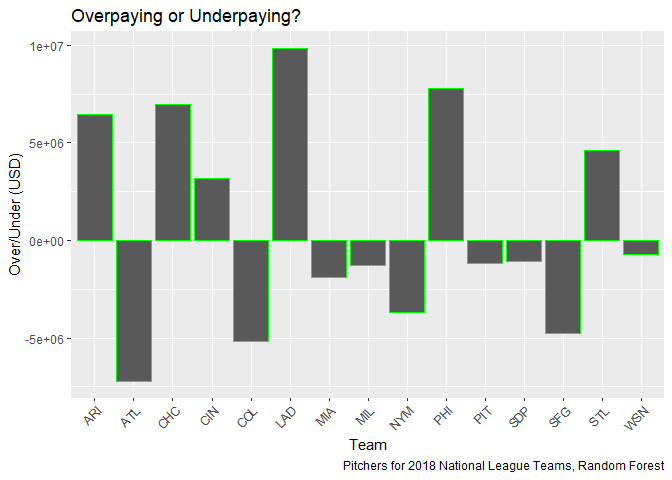 Overpaying or Underpaying?
Over/Under (USD)
1e+07
5e+06
0e+00
-5e+06
ARI
ATL
CHC
CIN
COL
LAD
MIA
MIL
NYM
PHI
PIT
SDP
SFG
STL
WSN
Team
Pitchers for 2018 National League Teams, Random Forest